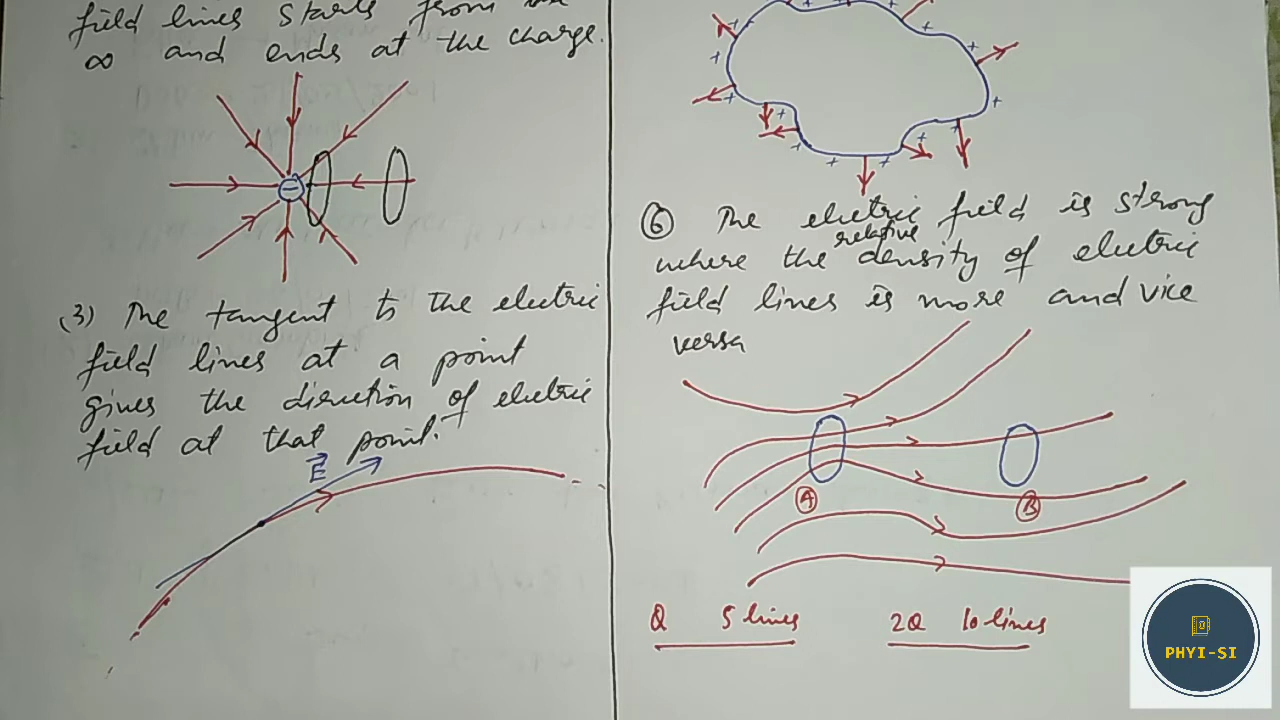 field lines starts from
∞ and ends at the charge.
(3) The tangent to the electric
field lines at a point
gives the direction of electric
field at that point.
E
6 The electric field is strong
relative
where the density of electric
field lines is more and vice
versa
A
B
Q 5 lines 2Q 10 lines
PHYI-SI